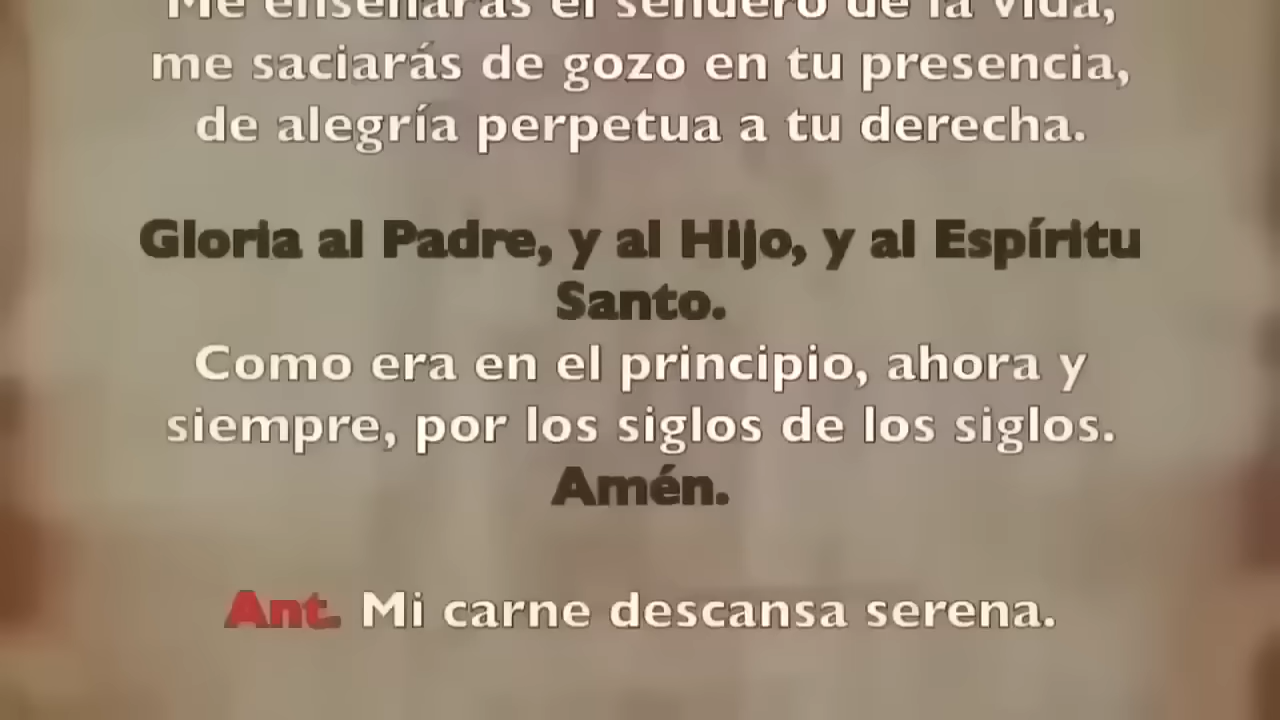 Me enseñarás el sendero de la vida,
me saciarás de gozo en tu presencia,
de alegría perpetua a tu derecha.
Gloria al Padre, y al Hijo, y al Espíritu
Santo.
Como era en el principio, ahora y
siempre, por los siglos de los siglos.
Amén.
Ant. Mi carne descansa serena.